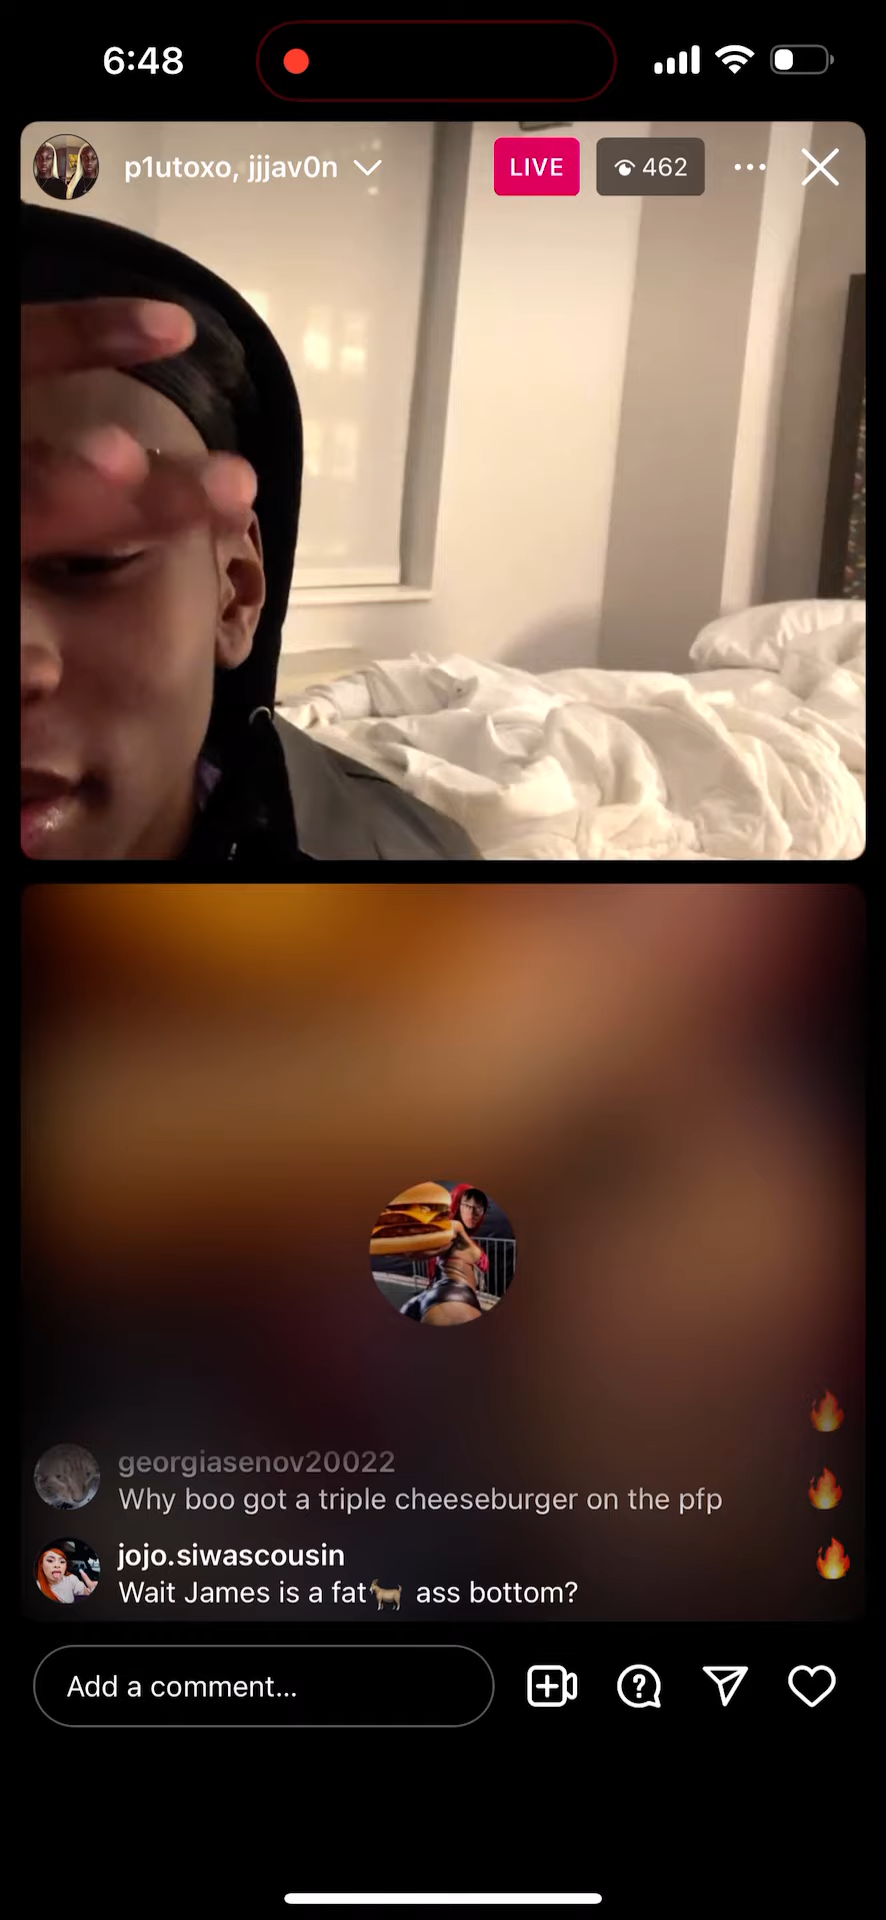 6:48
p1utoxo, jjjav0n
LIVE
462
georgiasenov20022
Why boo got a triple cheeseburger on the pfp
jojo.siwascousin
Wait James is a fat🐐 ass bottom?
Add a comment...